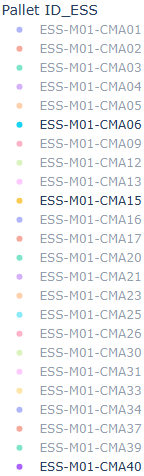 Pallet ID_ESS
ESS-M01-CMA01
ESS-M01-CMA02
ESS-M01-CMA03
ESS-M01-CMA04
ESS-M01-CMA05
ESS-M01-CMA06
ESS-M01-CMA09
ESS-M01-CMA12
ESS-M01-CMA13
ESS-M01-CMA15
ESS-M01-CMA16
ESS-M01-CMA17
ESS-M01-CMA20
ESS-M01-CMA21
ESS-M01-CMA23
ESS-M01-CMA25
ESS-M01-CMA26
ESS-M01-CMA30
ESS-M01-CMA31
ESS-M01-CMA33
ESS-M01-CMA34
ESS-M01-CMA37
ESS-M01-CMA39
ESS-M01-CMA40